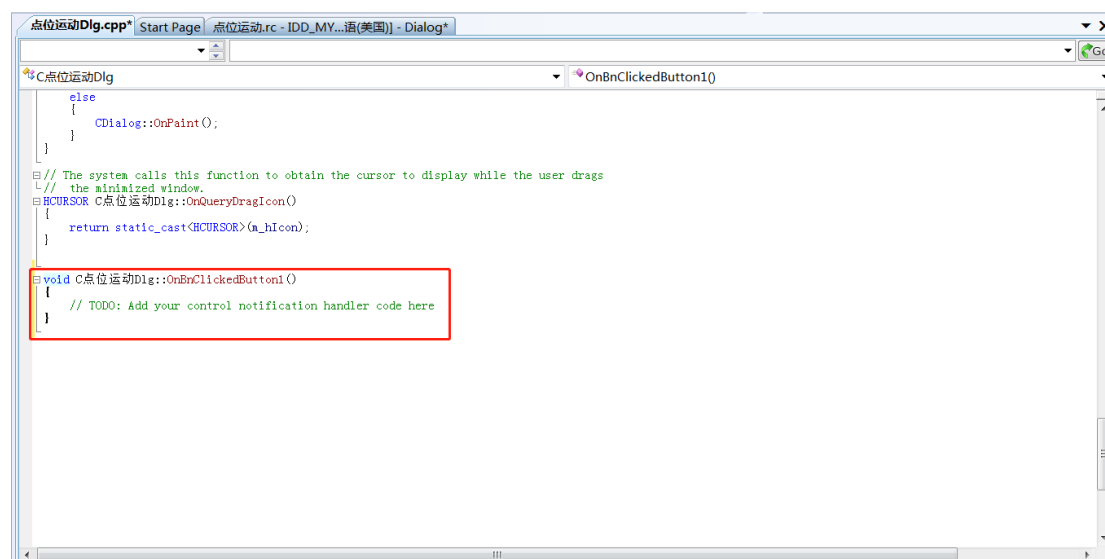 点位运动Dlg.cpp* Start Page 点位运动.rc - IDD_MY...语(美国)] - Dialog*
C点位运动Dlg OnBnClickedButton1()
else
{
CDialog::OnPaint();
}
}
// The system calls this function to obtain the cursor to display while the user drags
//  the minimized window.
HCURSOR C点位运动Dlg::OnQueryDragIcon()
{
return static_cast<HCURSOR>(m_hIcon);
}
void C点位运动Dlg::OnBnClickedButton1()
{
// TODO: Add your control notification handler code here
}